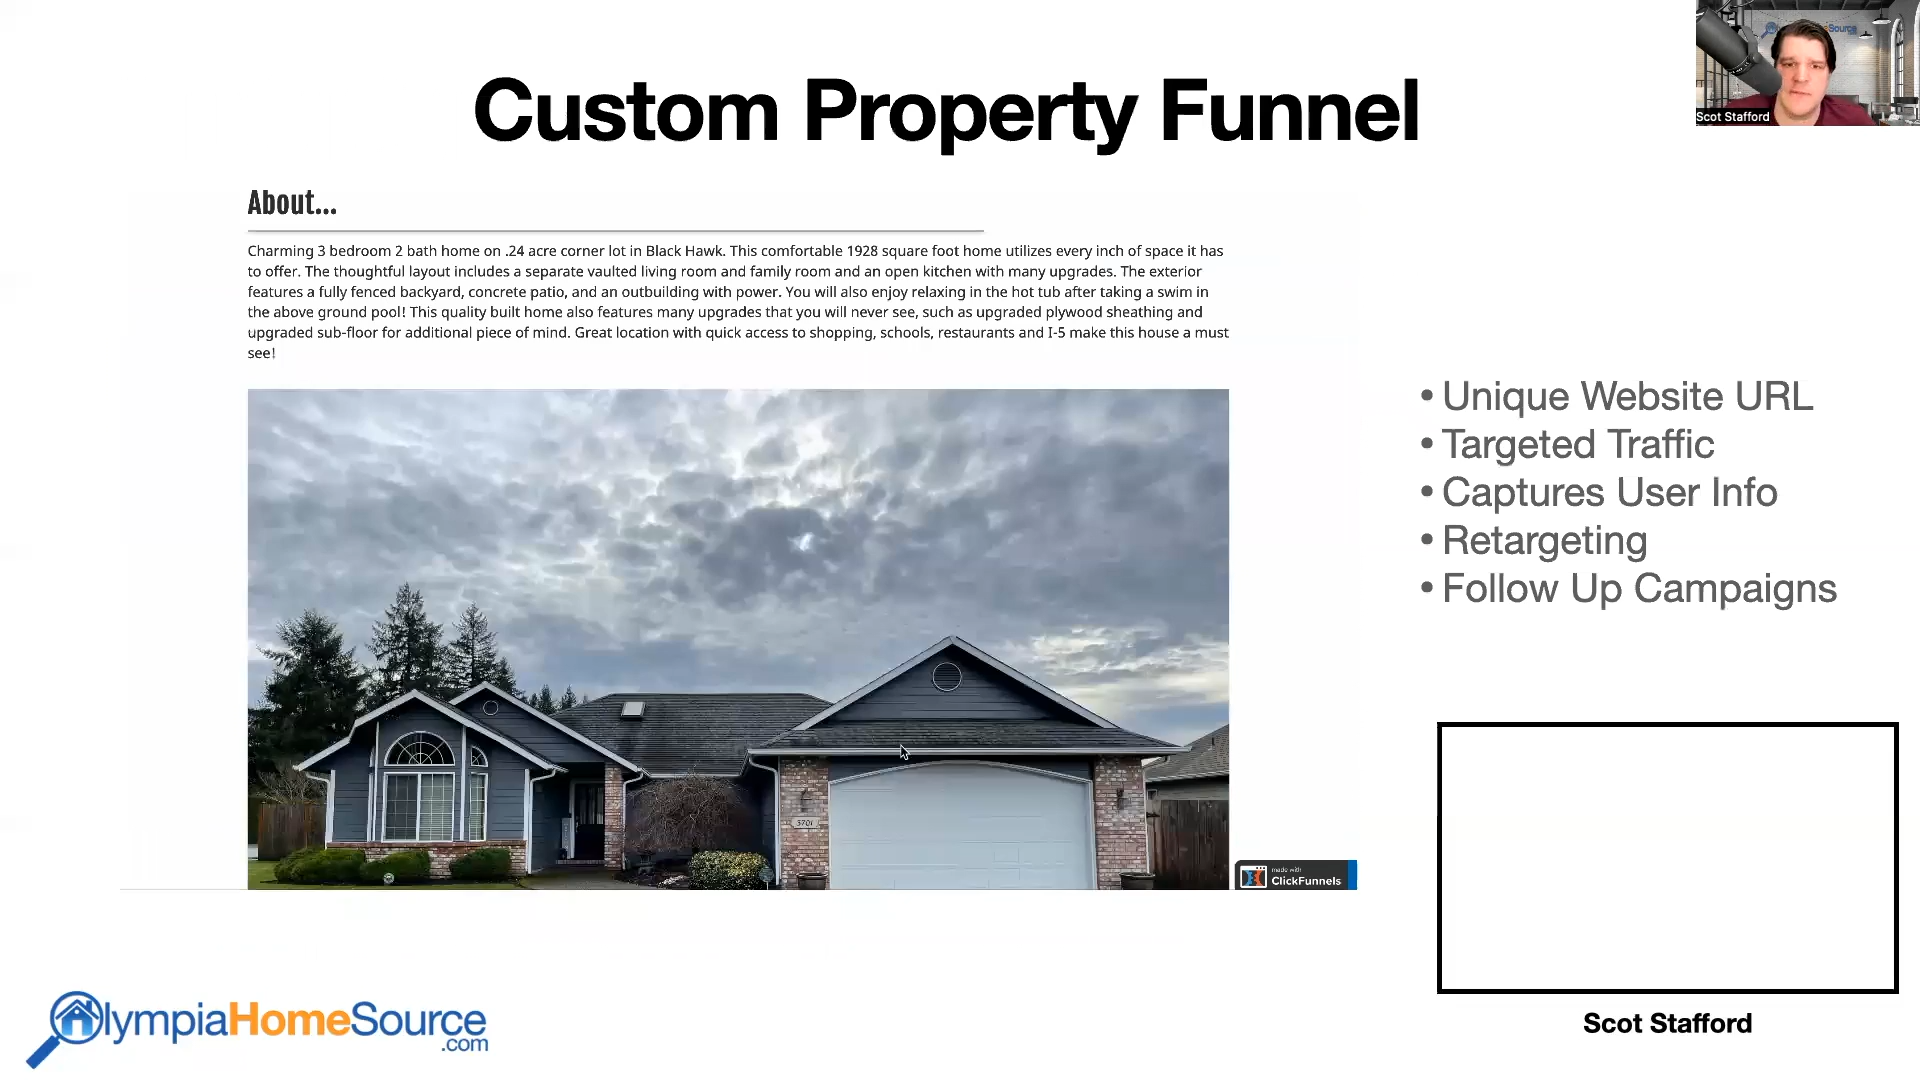 Custom Property Funnel
Source
Scot Stafford
About...
Charming 3 bedroom 2 bath home on .24 acre corner lot in Black Hawk. This comfortable 1928 square foot home utilizes every inch of space it has
to offer. The thoughtful layout includes a separate vaulted living room and family room and an open kitchen with many upgrades. The exterior
features a fully fenced backyard, concrete patio, and an outbuilding with power. You will also enjoy relaxing in the hot tub after taking a swim in
the above ground pool! This quality built home also features many upgrades that you will never see, such as upgraded plywood sheathing and
upgraded sub-floor for additional piece of mind. Great location with quick access to shopping, schools, restaurants and I-5 make this house a must
see!
5701
made with
ClickFunnels
• Unique Website URL
• Targeted Traffic
• Captures User Info
• Retargeting
• Follow Up Campaigns
OlympiaHomeSource
.com
Scot Stafford